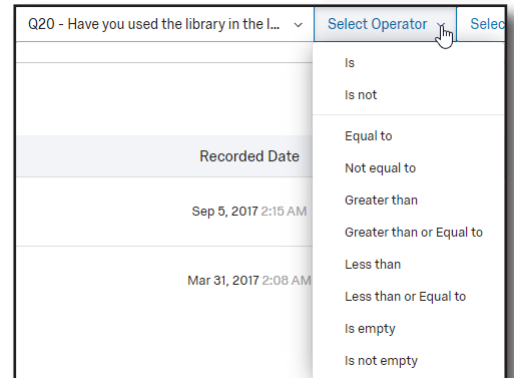 Q20 - Have you used the library in the l... Select Operator Selec
Is
Is not
Equal to
Recorded Date
Not equal to
Greater than
Sep 5, 2017 2:15 AM
Greater than or Equal to
Less than
Mar 31, 2017 2:08 AM
Less than or Equal to
Is empty
Is not empty